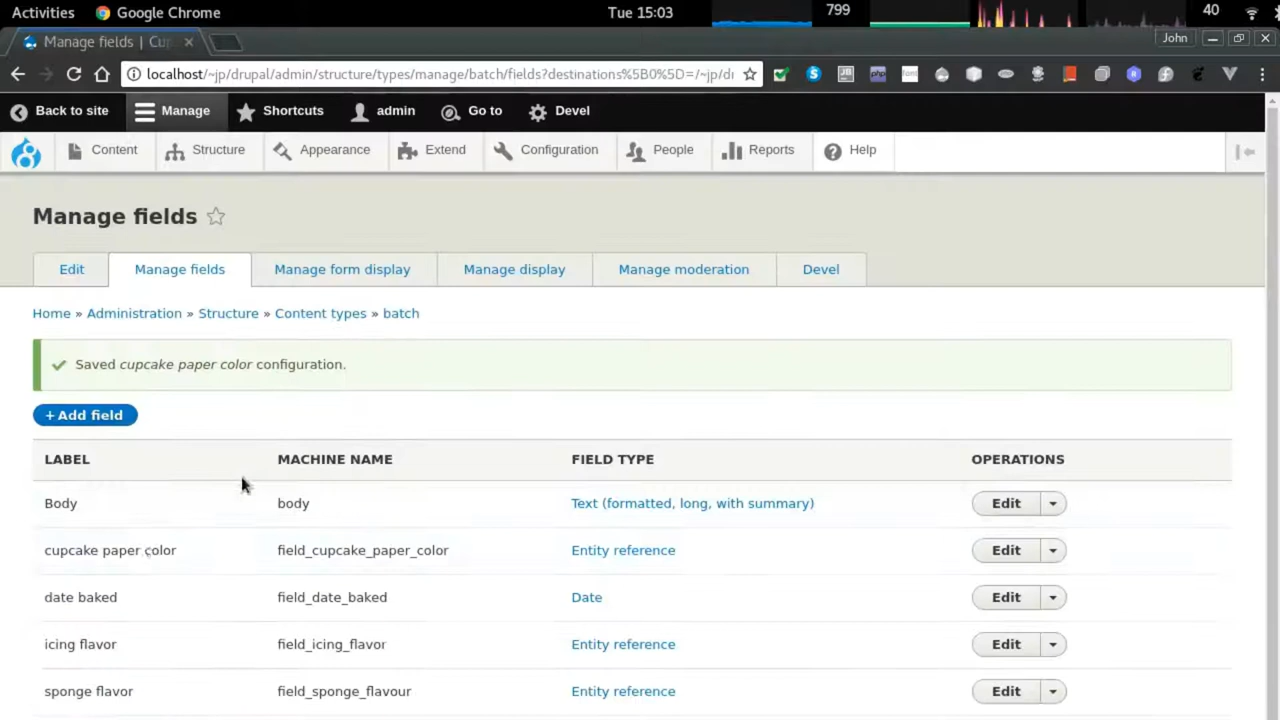 Activities Google Chrome Tue 15:03 799 40
Manage fields | Cup John
localhost/~jp/drupal/admin/structure/types/manage/batch/fields?destinations%5B0%5D=/~jp/dr
Back to site Manage Shortcuts admin Go to Devel
Content Structure Appearance Extend Configuration People Reports Help
Manage fields
Edit Manage fields Manage form display Manage display Manage moderation Devel
Home » Administration » Structure » Content types » batch
Saved cupcake paper color configuration.
+ Add field
LABEL MACHINE NAME FIELD TYPE OPERATIONS
Body body Text (formatted, long, with summary) Edit
cupcake paper color field_cupcake_paper_color Entity reference Edit
date baked field_date_baked Date Edit
icing flavor field_icing_flavor Entity reference Edit
sponge flavor field_sponge_flavour Entity reference Edit